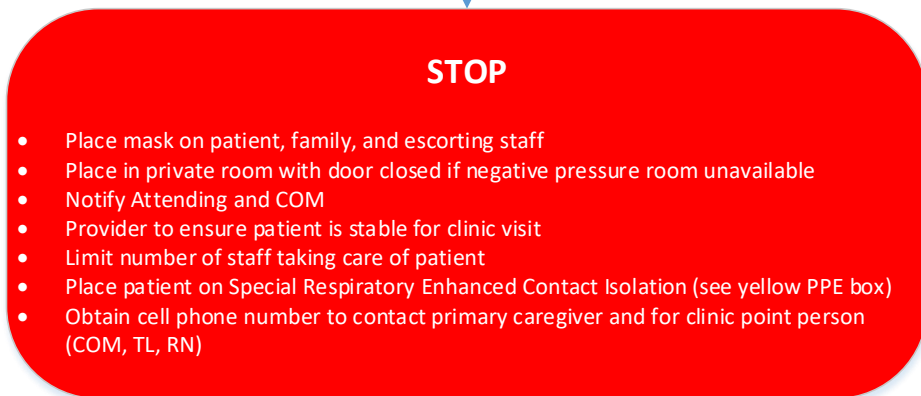 STOP
• Place mask on patient, family, and escorting staff
• Place in private room with door closed if negative pressure room unavailable
• Notify Attending and COM
• Provider to ensure patient is stable for clinic visit
• Limit number of staff taking care of patient
• Place patient on Special Respiratory Enhanced Contact Isolation (see yellow PPE box)
• Obtain cell phone number to contact primary caregiver and for clinic point person
(COM, TL, RN)